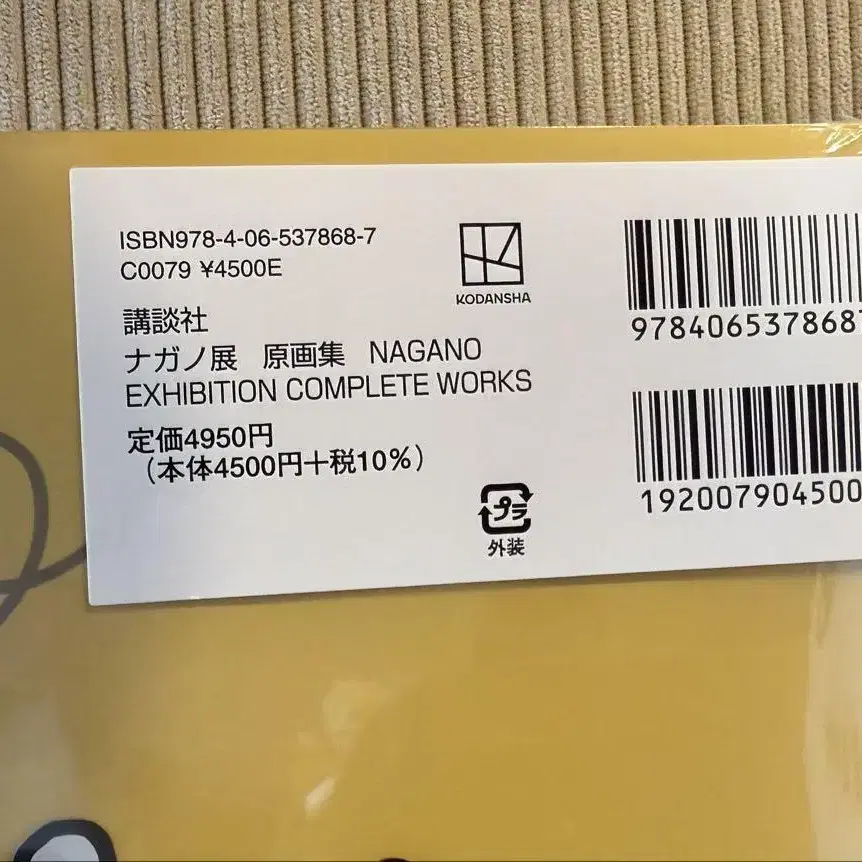 ISBN978-4-06-537868-7
C0079 ¥4500E
KODANSHA
講談社
ナガノ展 原画集 NAGANO
EXHIBITION COMPLETE WORKS
定価4950円
（本体4500円＋税10%）
プラ
外装
978406537868
192007904500